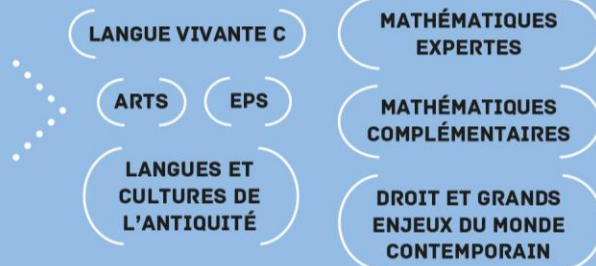 LANGUE VIVANTE C
ARTS
EPS
LANGUES ET
CULTURES DE
L'ANTIQUITÉ
MATHÉMATIQUES
EXPERTES
MATHÉMATIQUES
COMPLÉMENTAIRES
DROIT ET GRANDS
ENJEUX DU MONDE
CONTEMPORAIN